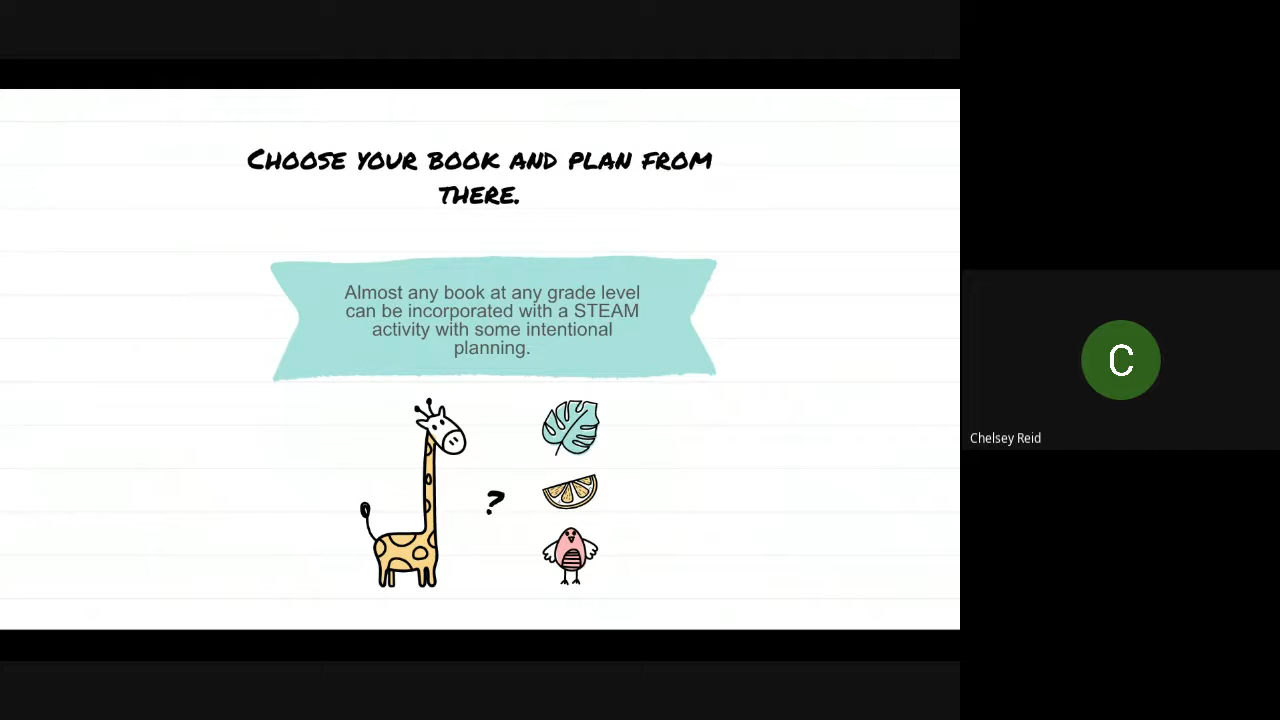 CHOOSE YOUR BOOK AND PLAN FROM
THERE.
Almost any book at any grade level
can be incorporated with a STEAM
activity with some intentional
planning.
?
C
Chelsey Reid